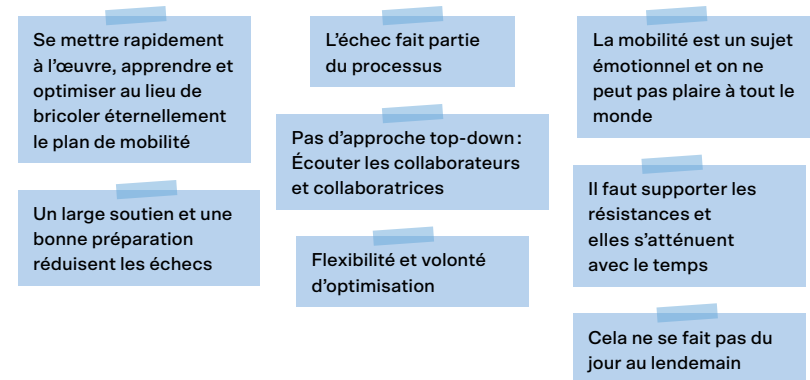 Se mettre rapidement
à l'œuvre, apprendre et
optimiser au lieu de
bricoler éternellement
le plan de mobilité
Un large soutien et une
bonne préparation
réduisent les échecs
L'échec fait partie
du processus
Pas d'approche top-down :
Écouter les collaborateurs
et collaboratrices
Flexibilité et volonté
d'optimisation
La mobilité est un sujet
émotionnel et on ne
peut pas plaire à tout le
monde
Il faut supporter les
résistances et
elles s'atténuent
avec le temps
Cela ne se fait pas du
jour au lendemain